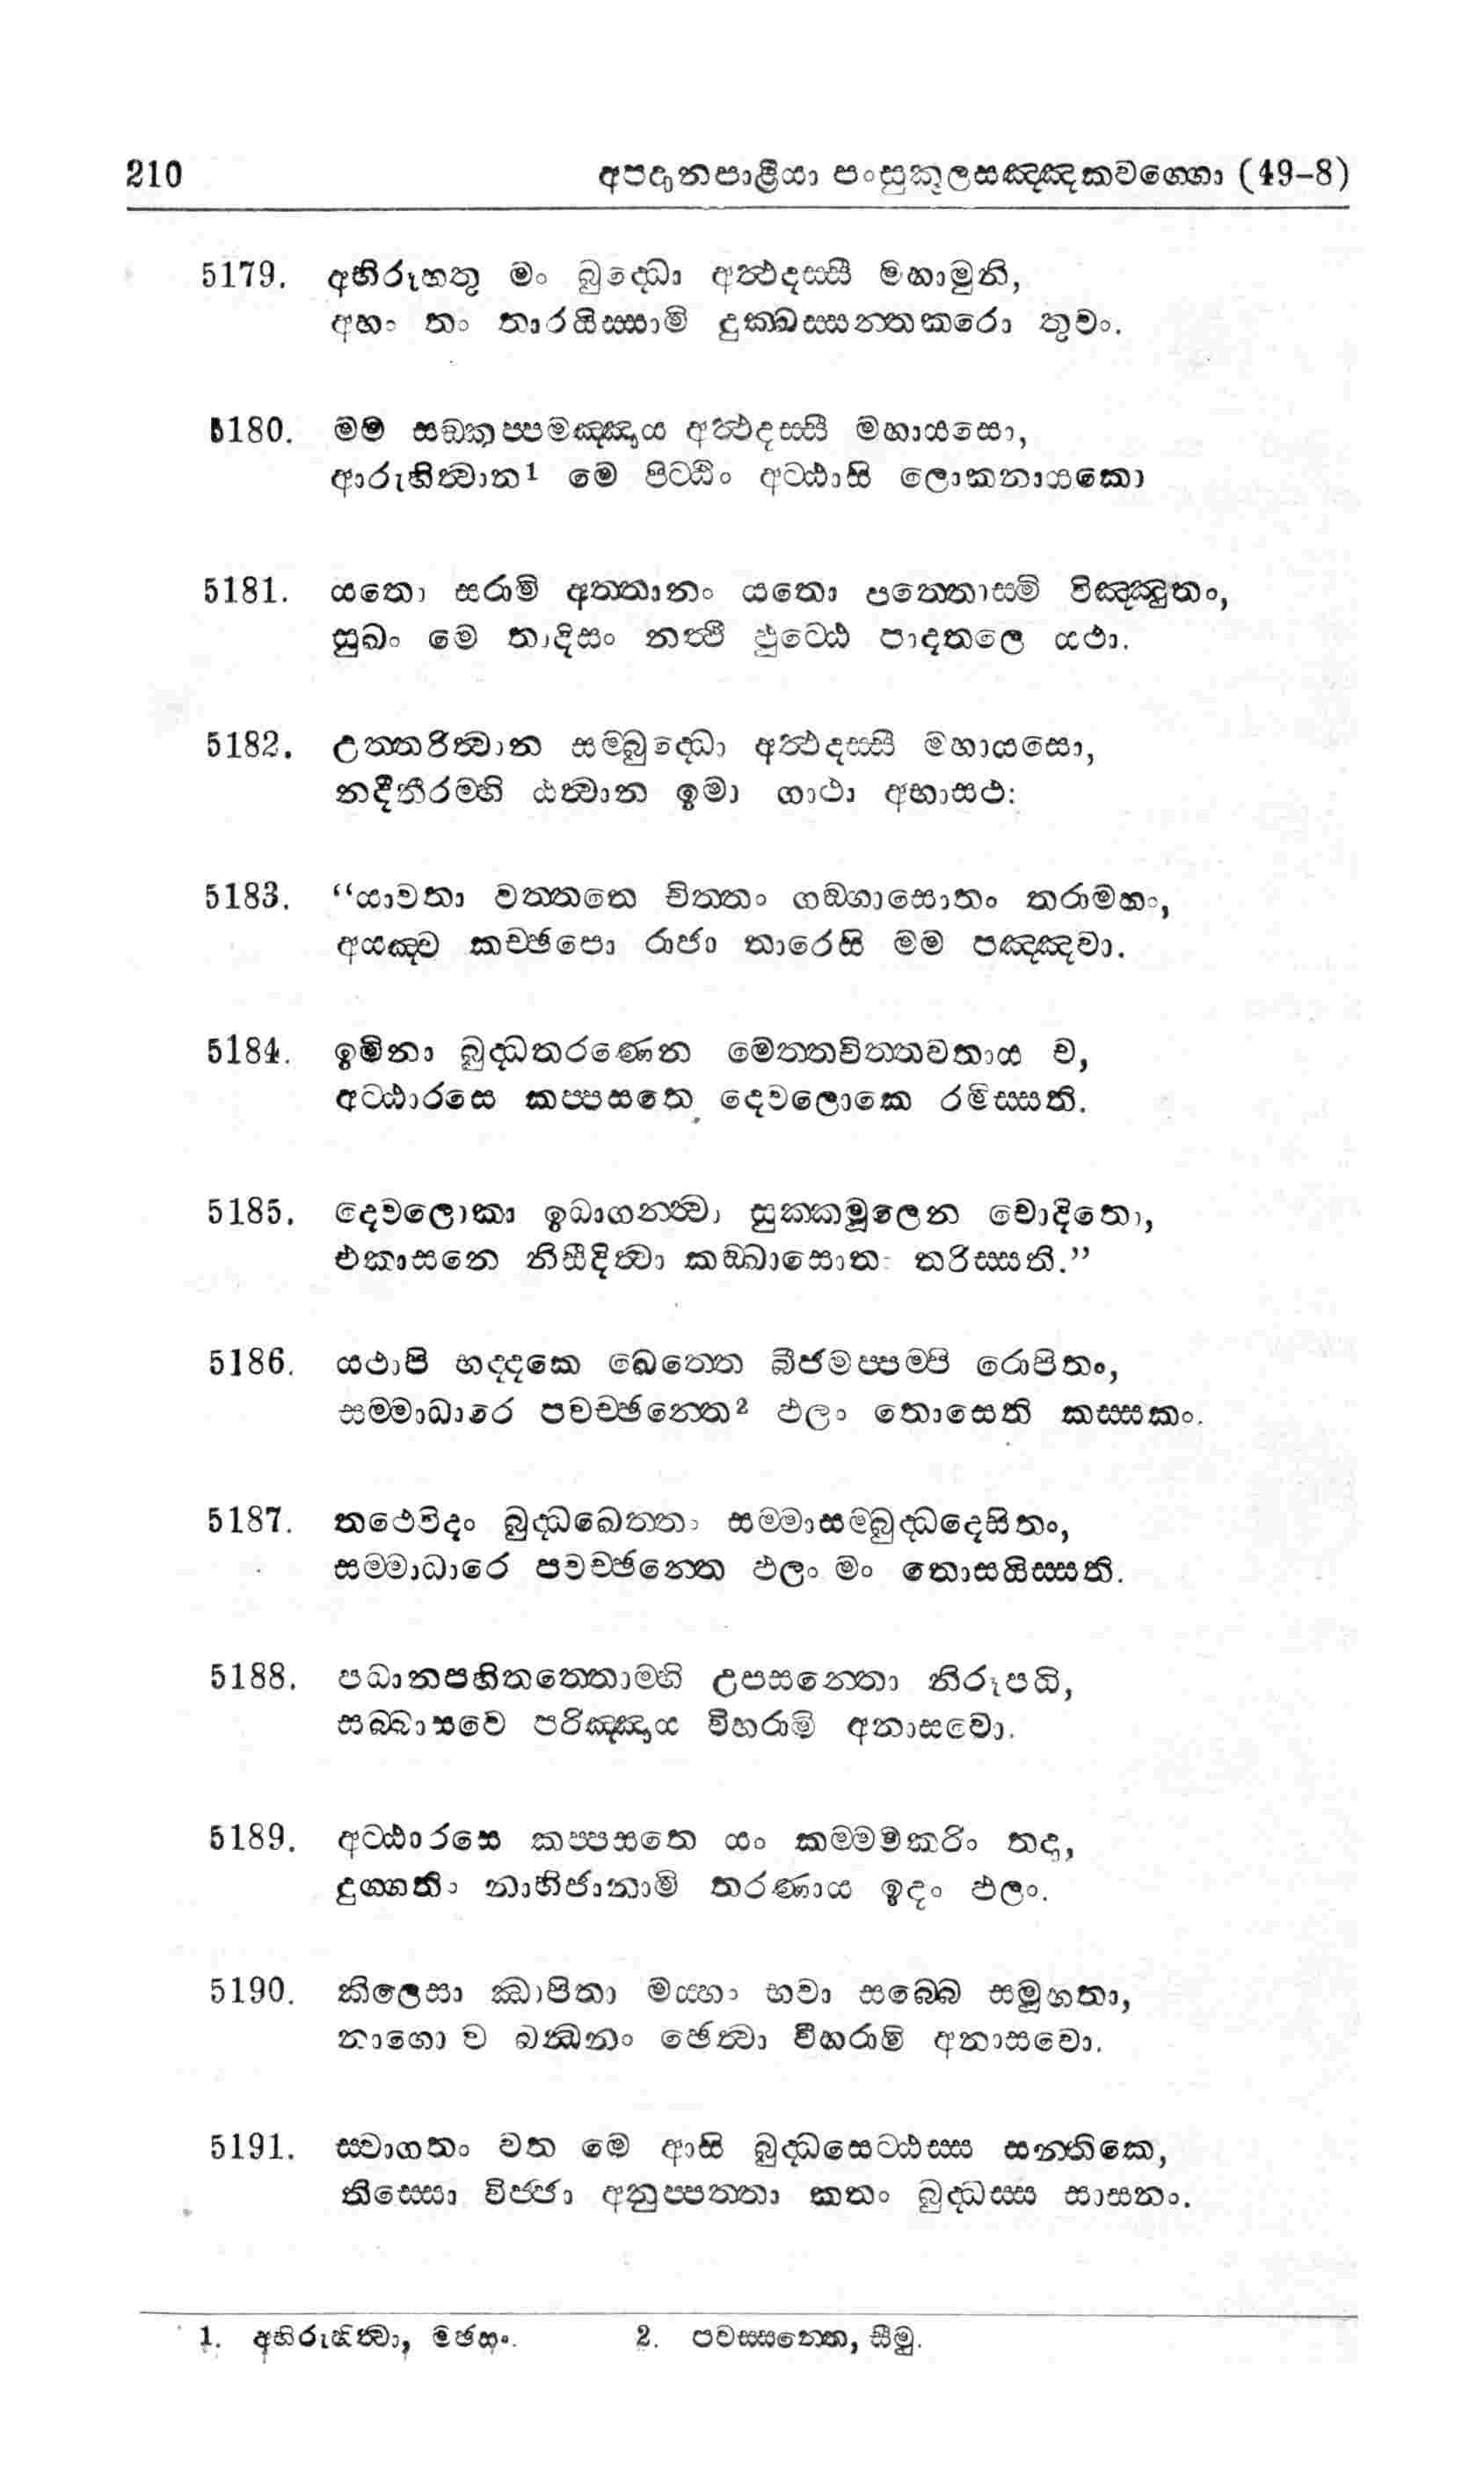 210 අපදානපාළියා පංසුකූලසඤ්ඤකවග්ගො (49-8)
5179. අභිරූහතු මං බුද්ධො අත්ථදස්සී මහාමුනි,
අහං තං තාරයිස්සාමි දුක්ඛස්සන්තකරො තුවං.
5180. මම සඞ්කප්පමඤ්ඤාය අත්ථදස්සී මහායසො,
ආරුහිත්වාන¹ මෙ පිට්ඨිං අට්ඨාසි ලොකනායකො
5181. යතො සරාමි අත්තානං යතො පත්තොස්මි විඤ්ඤුතං,
සුඛං මෙ තාදිසං නත්ථි ඵුට්ඨෙ පාදතලෙ යථා.
5182. උත්තරිත්වාන සම්බුද්ධො අත්ථදස්සී මහායසො,
නදීතීරම්හි ඨත්වාන ඉමා ගාථා අභාසථ:
5183. “යාවතා වත්තතෙ චිත්තං ගඞ්ගාසොතං තරාමහං,
අයඤ්ච කච්ඡපො රාජා තාරෙසි මම පඤ්ඤවා.
5184. ඉමිනා බුද්ධතරණෙන මෙත්තචිත්තවතාය ච,
අට්ඨාරසෙ කප්පසතෙ දෙවලොකෙ රමිස්සති.
5185. දෙවලොකා ඉධාගන්ත්වා සුක්කමූලෙන චොදිතො,
එකාසනෙ නිසීදිත්වා කඞ්ඛාසොතං තරිස්සති.”
5186. යථාපි භද්දකෙ ඛෙත්තෙ බීජමප්පම්පි රොපිතං,
සම්මාධාරෙ පවච්ඡන්තෙ² ඵලං තොසෙති කස්සකං.
5187. තථෙවිදං බුද්ධඛෙත්තං සම්මාසම්බුද්ධදෙසිතං,
සම්මාධාරෙ පවච්ඡන්තෙ ඵලං මං තොසයිස්සති.
5188. පධානපහිතත්තොම්හි උපසන්තො නිරූපධි,
සබ්බාසවෙ පරිඤ්ඤාය විහරාමි අනාසවො.
5189. අට්ඨාරසෙ කප්පසතෙ යං කම්මමකරිං තදා,
දුග්ගතිං නාභිජානාමි තරණාය ඉදං ඵලං.
5190. කිලෙසා ඣාපිතා මය්හං භවා සබ්බෙ සමූහතා,
නාගො ව බන්ධනං ඡෙත්වා විහරාමි අනාසවො.
5191. ස්වාගතං වත මෙ ආසි බුද්ධසෙට්ඨස්ස සන්තිකෙ,
තිස්සො විජ්ජා අනුප්පත්තා කතං බුද්ධස්ස සාසනං.
1. අභිරූහිත්වා, මඡසං. 2. පවස්සන්තෙ, සීමු.